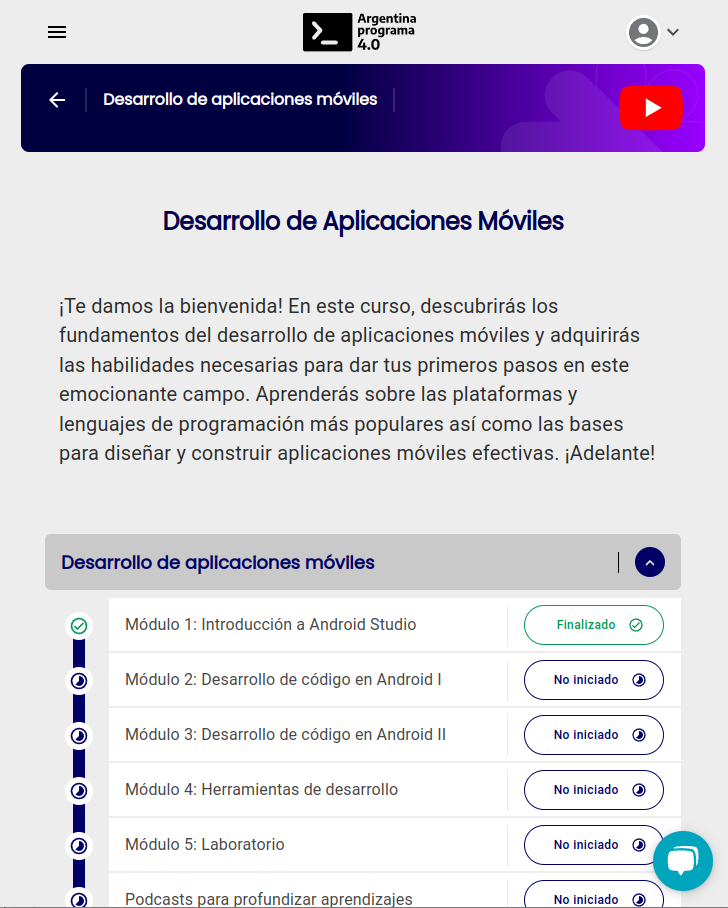 Argentina
programa
4.0
Desarrollo de aplicaciones móviles
Desarrollo de Aplicaciones Móviles
¡Te damos la bienvenida! En este curso, descubrirás los
fundamentos del desarrollo de aplicaciones móviles y adquirirás
las habilidades necesarias para dar tus primeros pasos en este
emocionante campo. Aprenderás sobre las plataformas y
lenguajes de programación más populares así como las bases
para diseñar y construir aplicaciones móviles efectivas. ¡Adelante!
Desarrollo de aplicaciones móviles
Módulo 1: Introducción a Android Studio
Finalizado
Módulo 2: Desarrollo de código en Android I
No iniciado
Módulo 3: Desarrollo de código en Android II
No iniciado
Módulo 4: Herramientas de desarrollo
No iniciado
Módulo 5: Laboratorio
No iniciado
Podcasts para profundizar aprendizajes
No iniciado